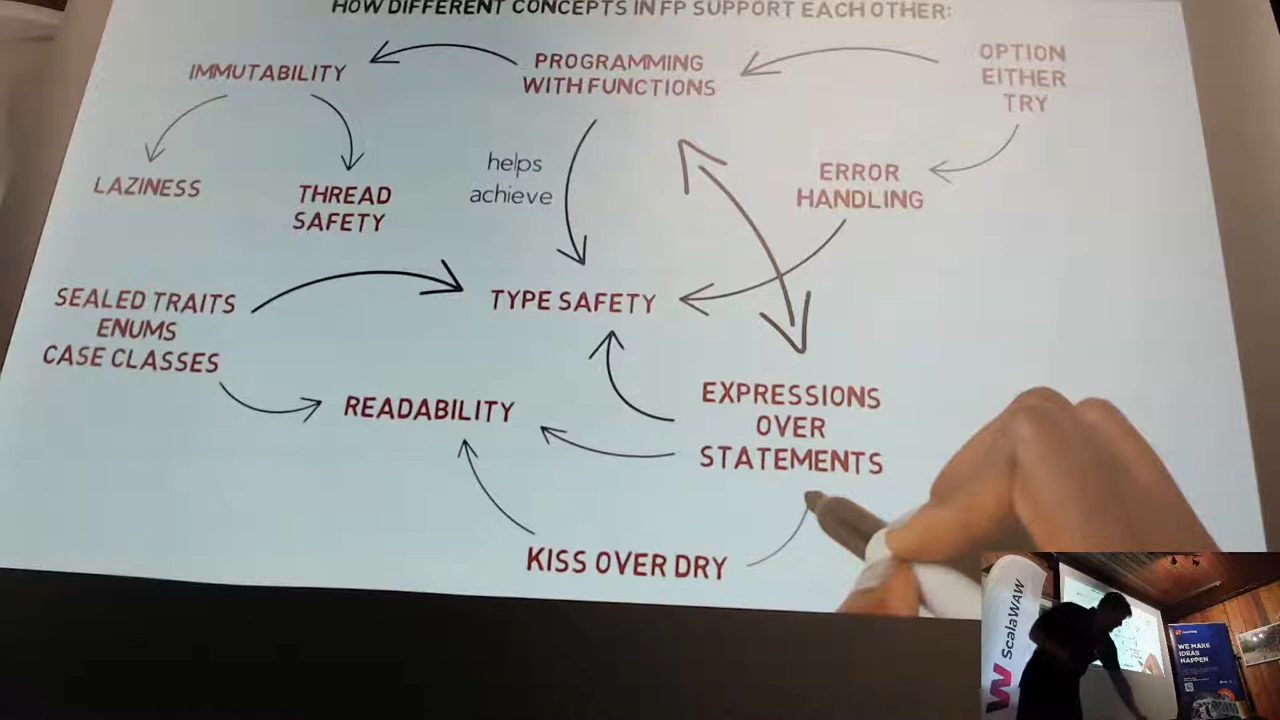 HOW DIFFERENT CONCEPTS IN FP SUPPORT EACH OTHER:
IMMUTABILITY
PROGRAMMING
WITH FUNCTIONS
OPTION
EITHER
TRY
LAZINESS
THREAD
SAFETY
helps
achieve
ERROR
HANDLING
SEALED TRAITS
ENUMS
CASE CLASSES
TYPE SAFETY
READABILITY
EXPRESSIONS
OVER
STATEMENTS
KISS OVER DRY
ScalaWAW
WE MAKE
IDEAS
HAPPEN